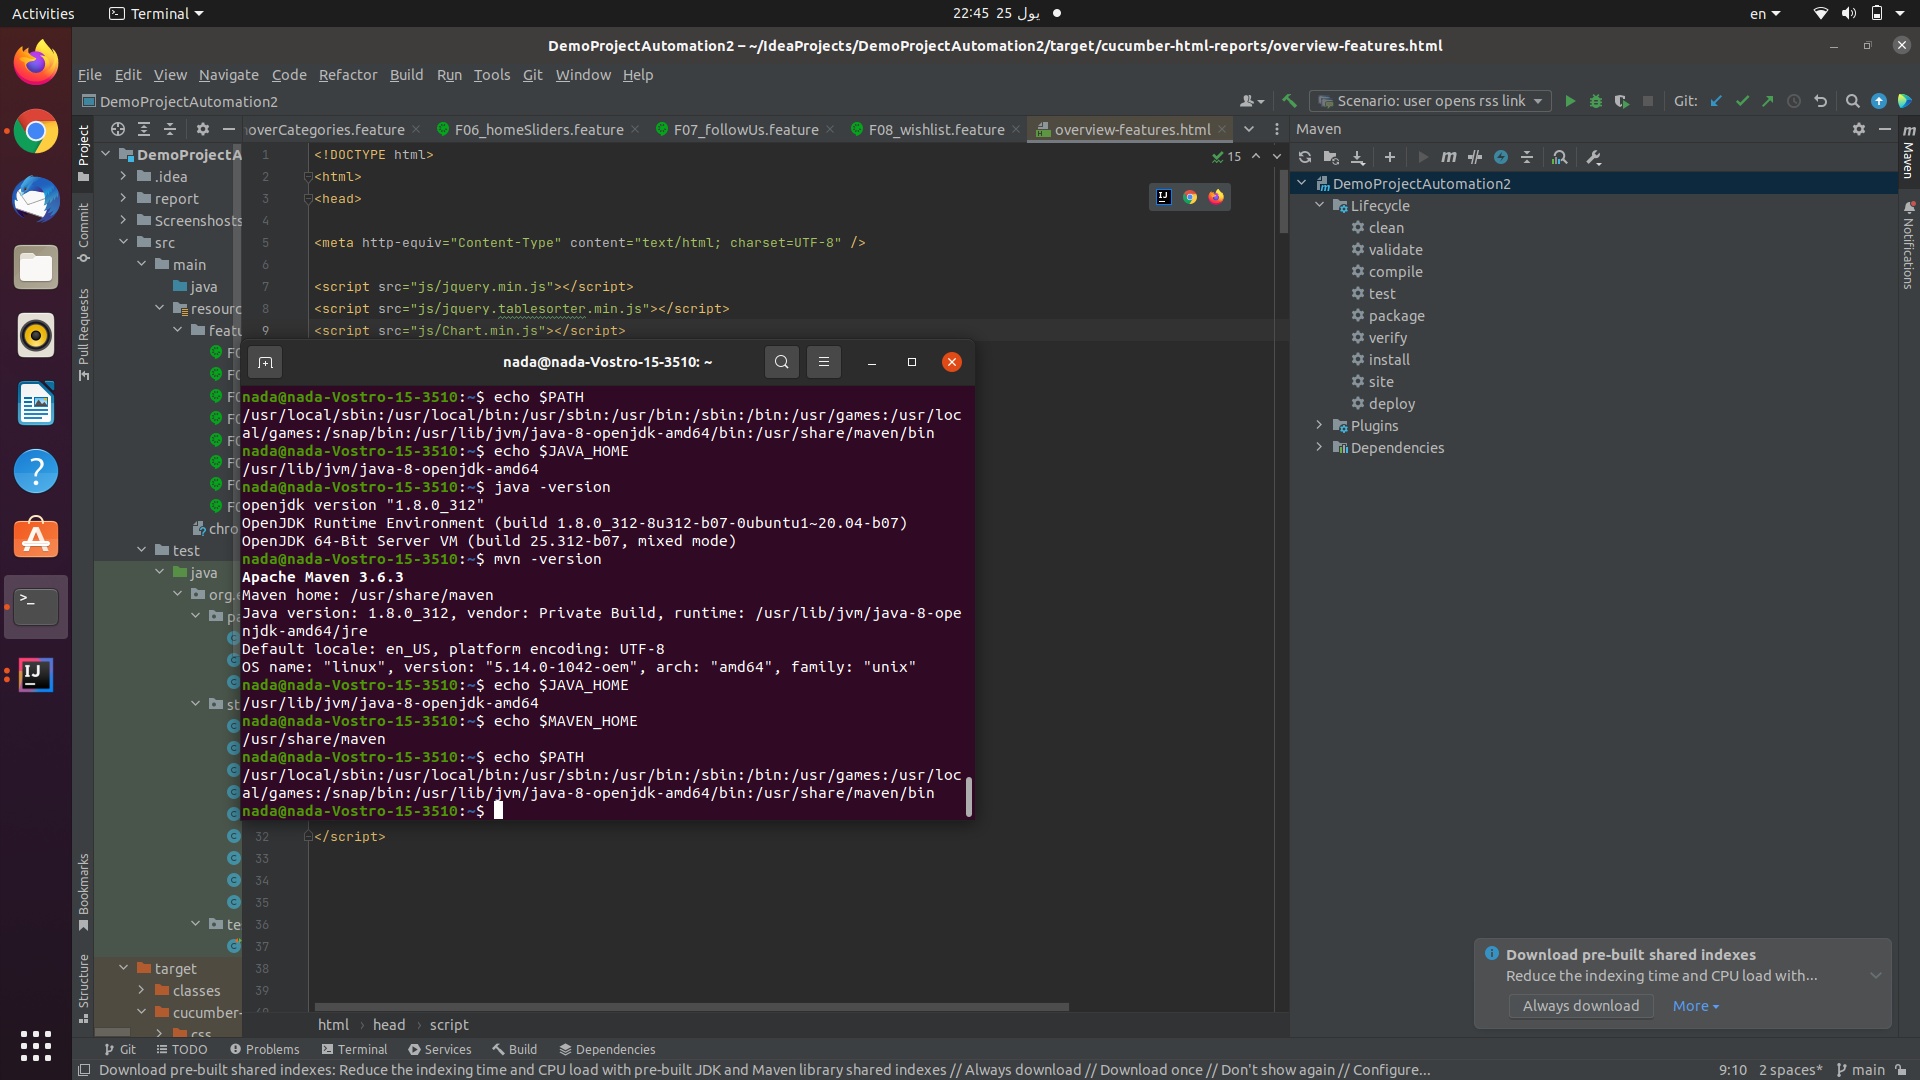 Activities
Terminal
22:45 25 يول
en
DemoProjectAutomation2 – ~/IdeaProjects/DemoProjectAutomation2/target/cucumber-html-reports/overview-features.html
File Edit View Navigate Code Refactor Build Run Tools Git Window Help
DemoProjectAutomation2
Scenario: user opens rss link
Git:
Project
Commit
Pull Requests
Bookmarks
Structure
overCategories.feature
F06_homeSliders.feature
F07_followUs.feature
F08_wishlist.feature
overview-features.html
Maven
DemoProjectA
.idea
report
Screenshosts
src
main
java
resourc
featu
chro
test
java
org.
target
classes
cucumber-
css
15
1 <!DOCTYPE html>
2 <html>
3 <head>
4
5 <meta http-equiv="Content-Type" content="text/html; charset=UTF-8" />
6
7 <script src="js/jquery.min.js"></script>
8 <script src="js/jquery.tablesorter.min.js"></script>
9 <script src="js/Chart.min.js"></script>
nada@nada-Vostro-15-3510: ~
nada@nada-Vostro-15-3510:~$ echo $PATH
/usr/local/sbin:/usr/local/bin:/usr/sbin:/usr/bin:/sbin:/bin:/usr/games:/usr/loc
al/games:/snap/bin:/usr/lib/jvm/java-8-openjdk-amd64/bin:/usr/share/maven/bin
nada@nada-Vostro-15-3510:~$ echo $JAVA_HOME
/usr/lib/jvm/java-8-openjdk-amd64
nada@nada-Vostro-15-3510:~$ java -version
openjdk version "1.8.0_312"
OpenJDK Runtime Environment (build 1.8.0_312-8u312-b07-0ubuntu1~20.04-b07)
OpenJDK 64-Bit Server VM (build 25.312-b07, mixed mode)
nada@nada-Vostro-15-3510:~$ mvn -version
Apache Maven 3.6.3
Maven home: /usr/share/maven
Java version: 1.8.0_312, vendor: Private Build, runtime: /usr/lib/jvm/java-8-ope
njdk-amd64/jre
Default locale: en_US, platform encoding: UTF-8
OS name: "linux", version: "5.14.0-1042-oem", arch: "amd64", family: "unix"
nada@nada-Vostro-15-3510:~$ echo $JAVA_HOME
/usr/lib/jvm/java-8-openjdk-amd64
nada@nada-Vostro-15-3510:~$ echo $MAVEN_HOME
/usr/share/maven
nada@nada-Vostro-15-3510:~$ echo $PATH
/usr/local/sbin:/usr/local/bin:/usr/sbin:/usr/bin:/sbin:/bin:/usr/games:/usr/loc
al/games:/snap/bin:/usr/lib/jvm/java-8-openjdk-amd64/bin:/usr/share/maven/bin
nada@nada-Vostro-15-3510:~$
32 </script>
33
34
35
36
37
38
39
html › head › script
DemoProjectAutomation2
Lifecycle
clean
validate
compile
test
package
verify
install
site
deploy
Plugins
Dependencies
Maven
Notifications
Download pre-built shared indexes
Reduce the indexing time and CPU load with...
Always download
More
Git
TODO
Problems
Terminal
Services
Build
Dependencies
Download pre-built shared indexes: Reduce the indexing time and CPU load with pre-built JDK and Maven library shared indexes // Always download // Download once // Don't show again // Configure...
9:10 2 spaces* main